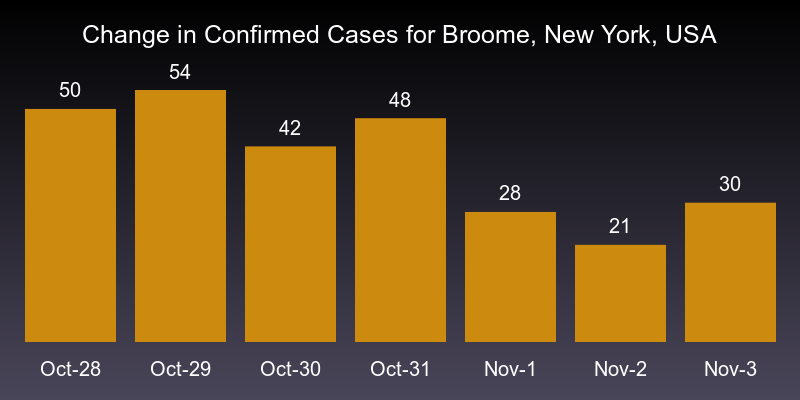 Change in Confirmed Cases for Broome, New York, USA
50
54
42
48
28
21
30
Oct-28
Oct-29
Oct-30
Oct-31
Nov-1
Nov-2
Nov-3